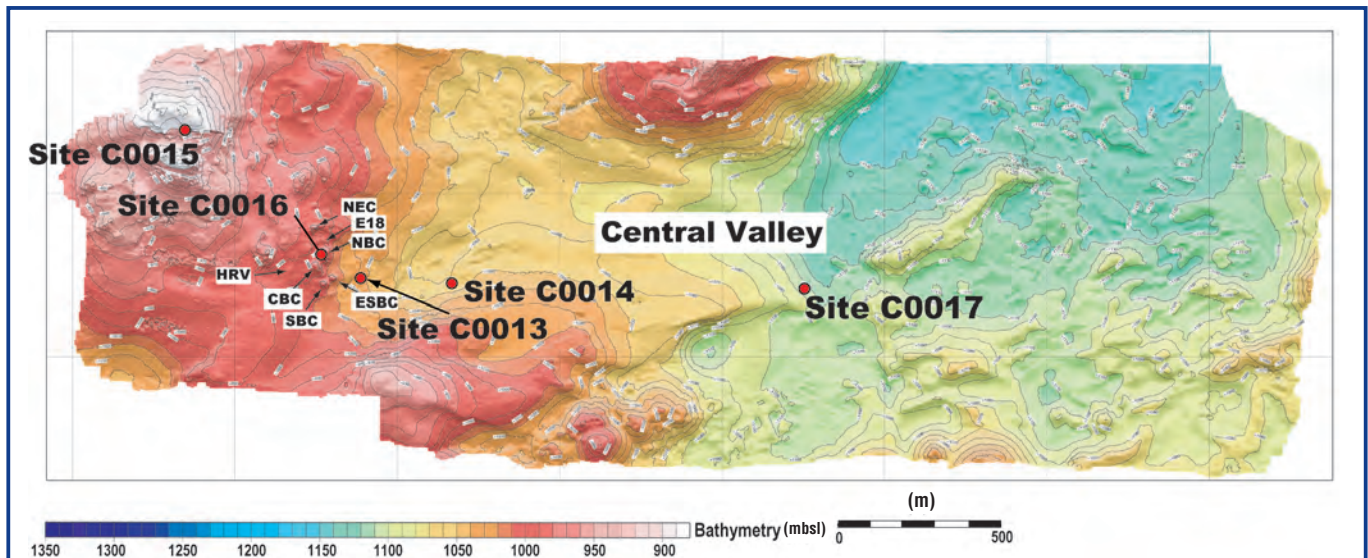 Site C0015
Site C0016
NEC
E18
NBC
HRV
CBC
SBC
ESBC
Site C0013
Site C0014
Central Valley
Site C0017
(m)
Bathymetry (mbsl)
0
500
1350
1300
1250
1200
1150
1100
1050
1000
950
900